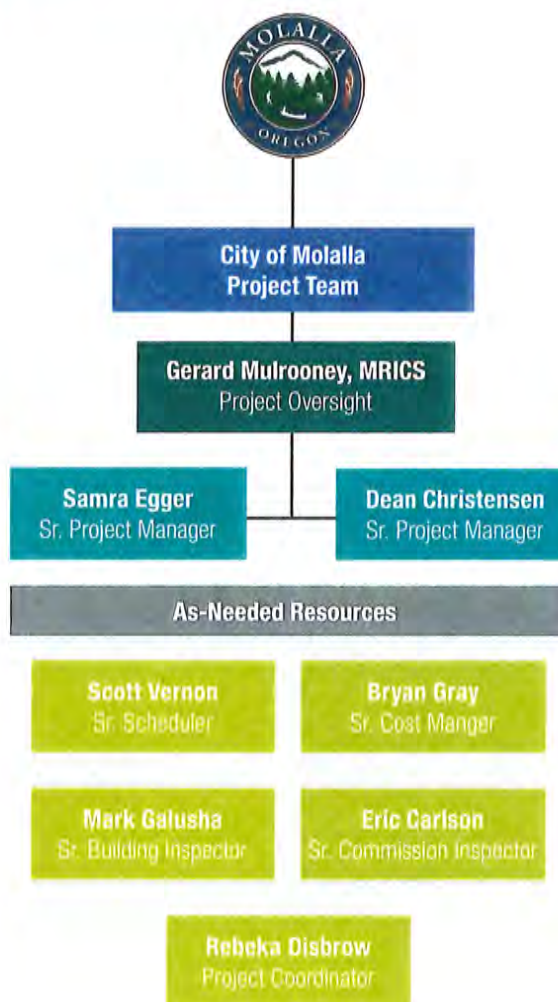 MOLALLA
OREGON
City of Molalla
Project Team
Gerard Mulrooney, MRICS
Project Oversight
Samra Egger
Sr. Project Manager
Dean Christensen
Sr. Project Manager
As-Needed Resources
Scott Vernon
Sr. Scheduler
Bryan Gray
Sr. Cost Manger
Mark Galusha
Sr. Building Inspector
Eric Carlson
Sr. Commission Inspector
Rebeka Disbrow
Project Coordinator